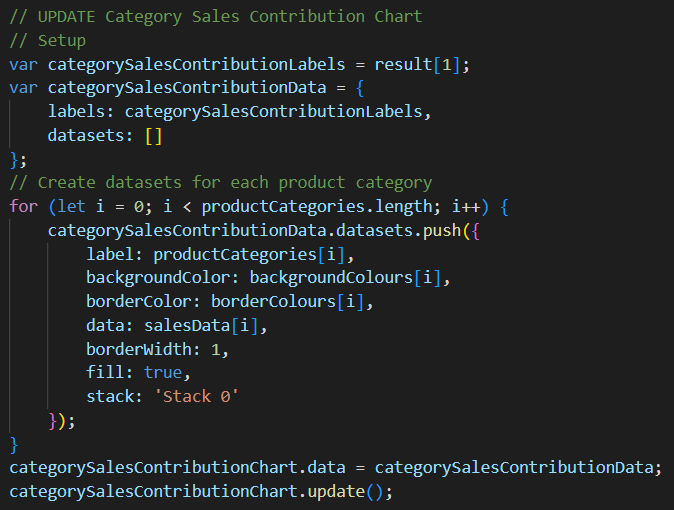 // UPDATE Category Sales Contribution Chart
// Setup
var categorySalesContributionLabels = result[1];
var categorySalesContributionData = {
    labels: categorySalesContributionLabels,
    datasets: []
};
// Create datasets for each product category
for (let i = 0; i < productCategories.length; i++) {
    categorySalesContributionData.datasets.push({
        label: productCategories[i],
        backgroundColor: backgroundColours[i],
        borderColor: borderColours[i],
        data: salesData[i],
        borderWidth: 1,
        fill: true,
        stack: 'Stack 0'
    });
}
categorySalesContributionChart.data = categorySalesContributionData;
categorySalesContributionChart.update();